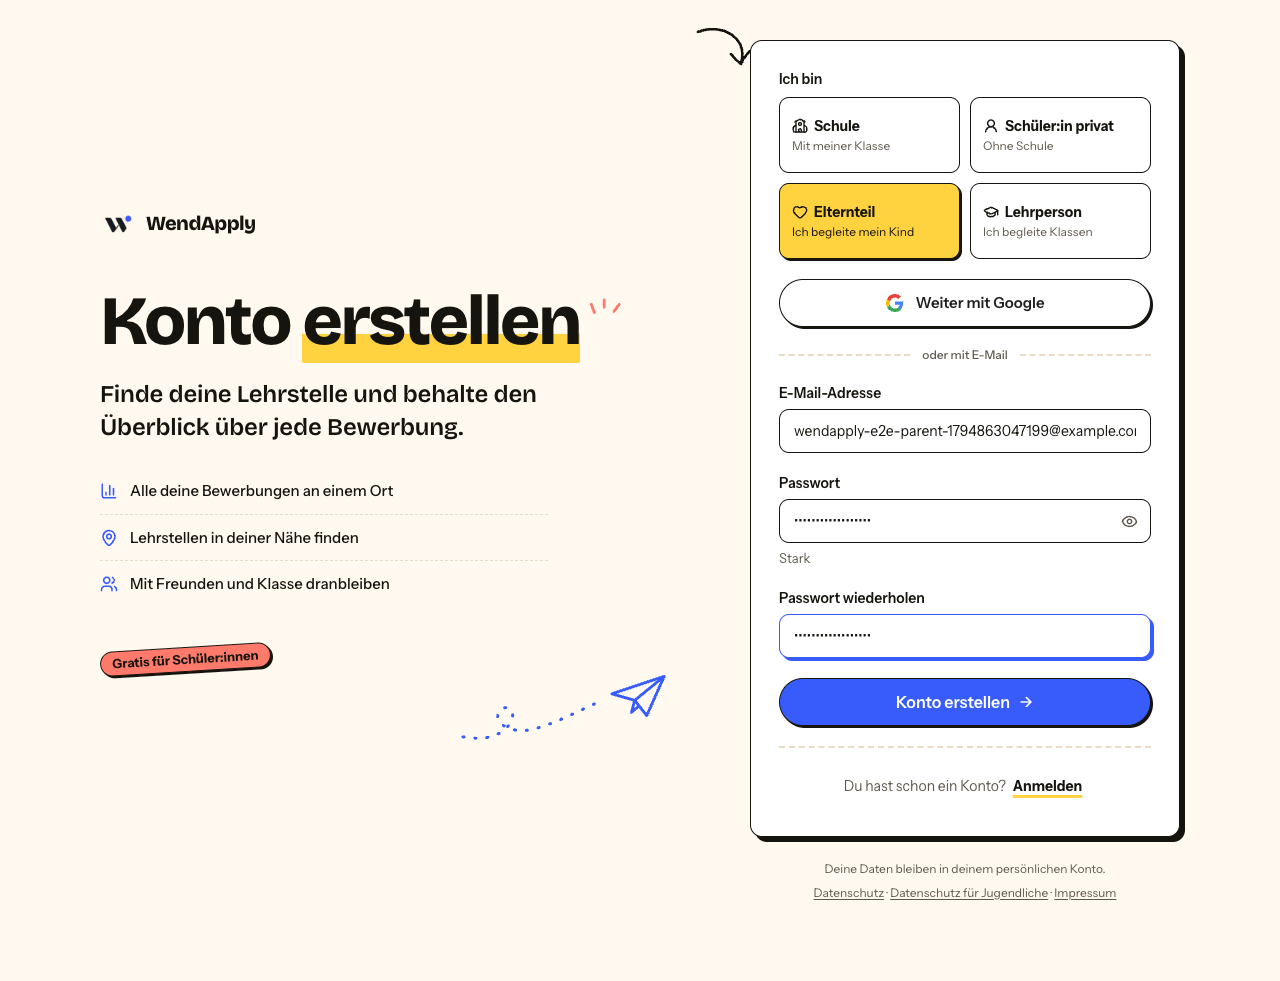 WendApply
Konto erstellen
Finde deine Lehrstelle und behalte den
Überblick über jede Bewerbung.
Alle deine Bewerbungen an einem Ort
Lehrstellen in deiner Nähe finden
Mit Freunden und Klasse dranbleiben
Gratis für Schüler:innen
Ich bin
Schule
Mit meiner Klasse
Schüler:in privat
Ohne Schule
Elternteil
Ich begleite mein Kind
Lehrperson
Ich begleite Klassen
Weiter mit Google
oder mit E-Mail
E-Mail-Adresse
wendapply-e2e-parent-1794863047199@example.co
Passwort
••••••••••••••••••
Stark
Passwort wiederholen
••••••••••••••••••
Konto erstellen →
Du hast schon ein Konto? Anmelden
Deine Daten bleiben in deinem persönlichen Konto.
Datenschutz · Datenschutz für Jugendliche · Impressum